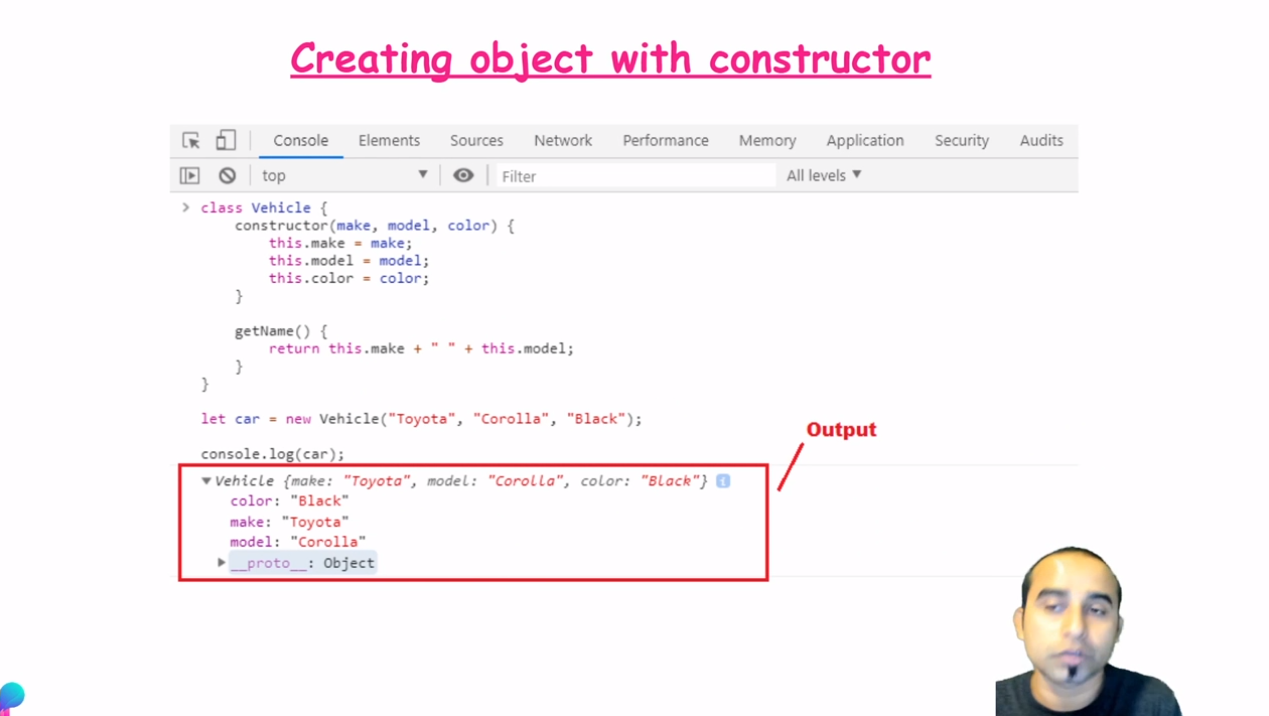 Creating object with constructor
Console Elements Sources Network Performance Memory Application Security Audits
top Filter All levels
class Vehicle {
constructor(make, model, color) {
this.make = make;
this.model = model;
this.color = color;
}
getName() {
return this.make + " " + this.model;
}
}
let car = new Vehicle("Toyota", "Corolla", "Black");
Output
console.log(car);
Vehicle {make: "Toyota", model: "Corolla", color: "Black"}
color: "Black"
make: "Toyota"
model: "Corolla"
__proto__: Object